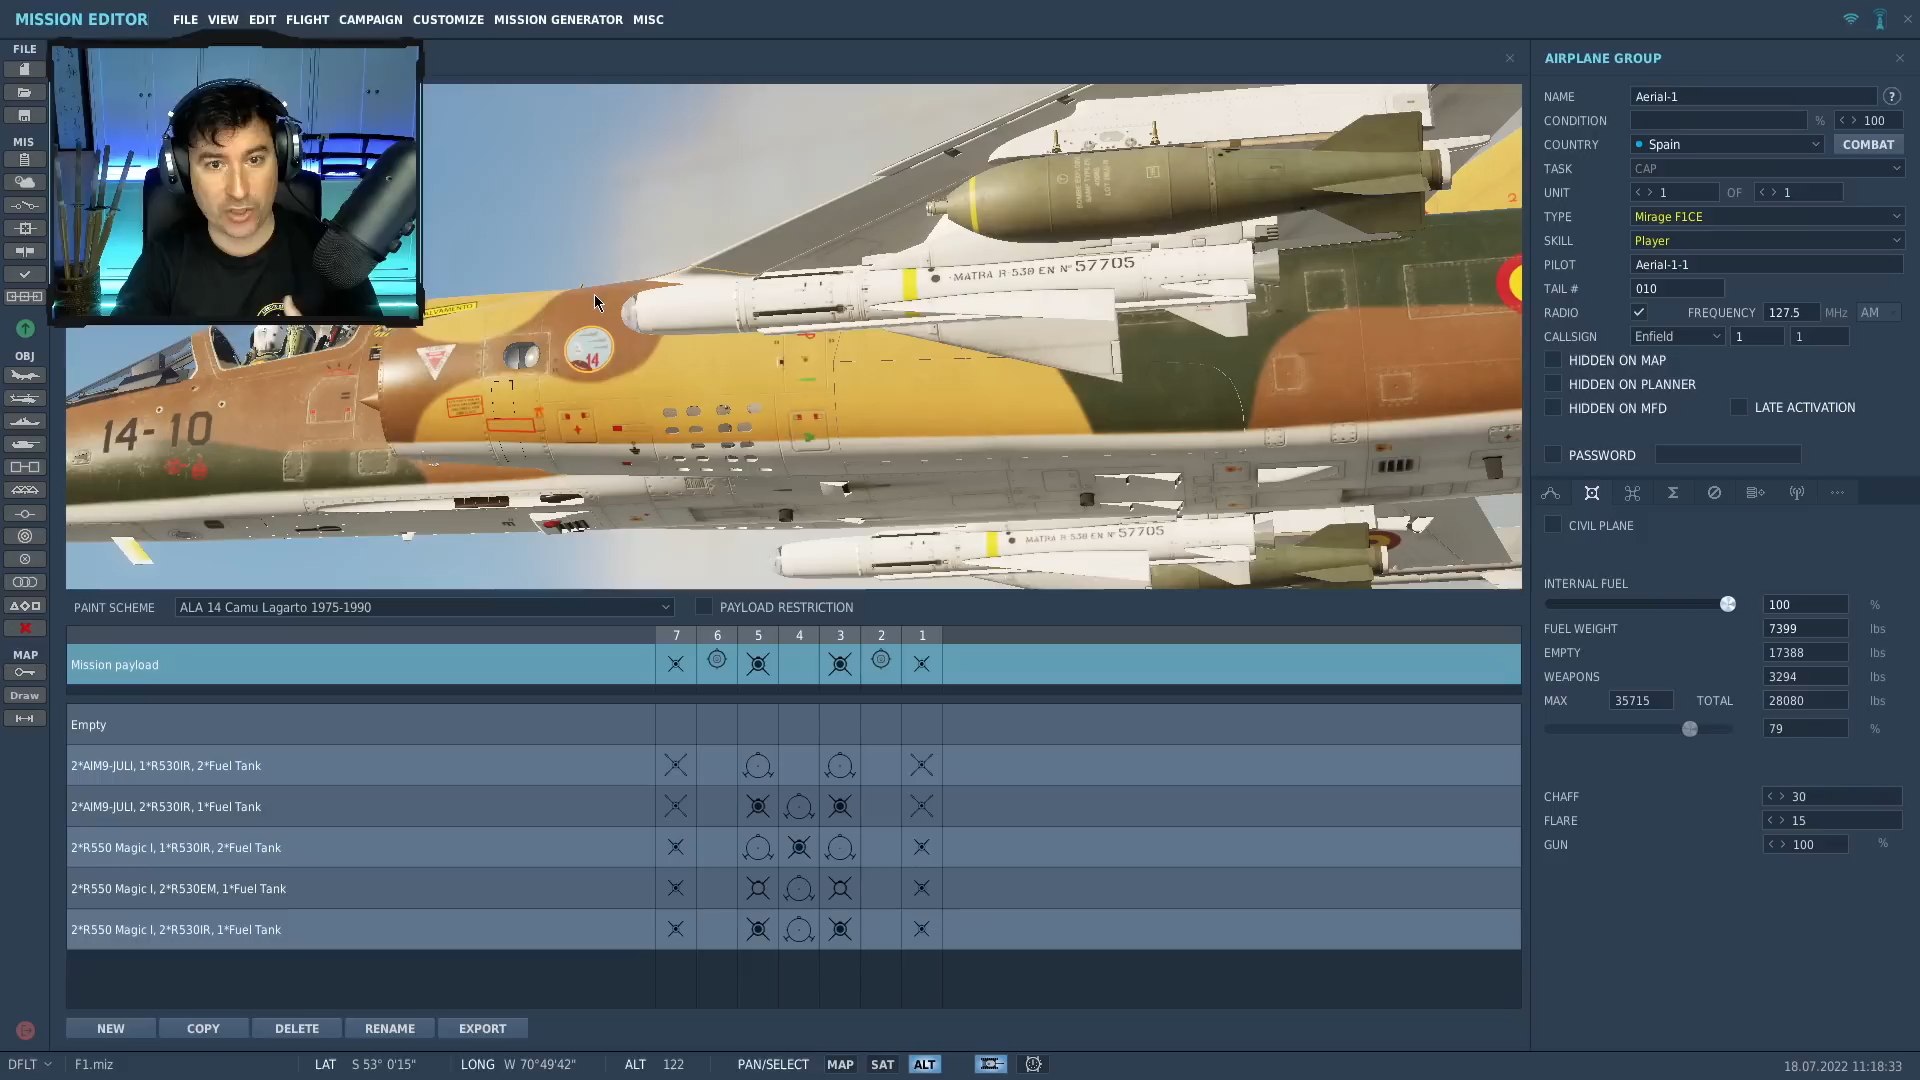 MISSION EDITOR
FILE VIEW EDIT FLIGHT CAMPAIGN CUSTOMIZE MISSION GENERATOR MISC
FILE
MIS
OBJ
MAP
Draw
14-10
14
MATRA R-530 EN Nº 57705
MATRA R-530 EN Nº 57705
PAINT SCHEME ALA 14 Camu Lagarto 1975-1990 PAYLOAD RESTRICTION
7 6 5 4 3 2 1
Mission payload
Empty
2*AIM9-JULI, 1*R530IR, 2*Fuel Tank
2*AIM9-JULI, 2*R530IR, 1*Fuel Tank
2*R550 Magic I, 1*R530IR, 2*Fuel Tank
2*R550 Magic I, 2*R530EM, 1*Fuel Tank
2*R550 Magic I, 2*R530IR, 1*Fuel Tank
NEW COPY DELETE RENAME EXPORT
AIRPLANE GROUP
NAME Aerial-1 ?
CONDITION % < > 100
COUNTRY Spain COMBAT
TASK CAP
UNIT < > 1 OF < > 1
TYPE Mirage F1CE
SKILL Player
PILOT Aerial-1-1
TAIL # 010
RADIO FREQUENCY 127.5 MHz AM
CALLSIGN Enfield 1 1
HIDDEN ON MAP
HIDDEN ON PLANNER
HIDDEN ON MFD LATE ACTIVATION
PASSWORD
CIVIL PLANE
INTERNAL FUEL
100 %
FUEL WEIGHT 7399 lbs
EMPTY 17388 lbs
WEAPONS 3294 lbs
MAX 35715 TOTAL 28080 lbs
79 %
CHAFF < > 30
FLARE < > 15
GUN < > 100 %
DFLT F1.miz LAT S 53° 0'15" LONG W 70°49'42" ALT 122 PAN/SELECT MAP SAT ALT 18.07.2022 11:18:33